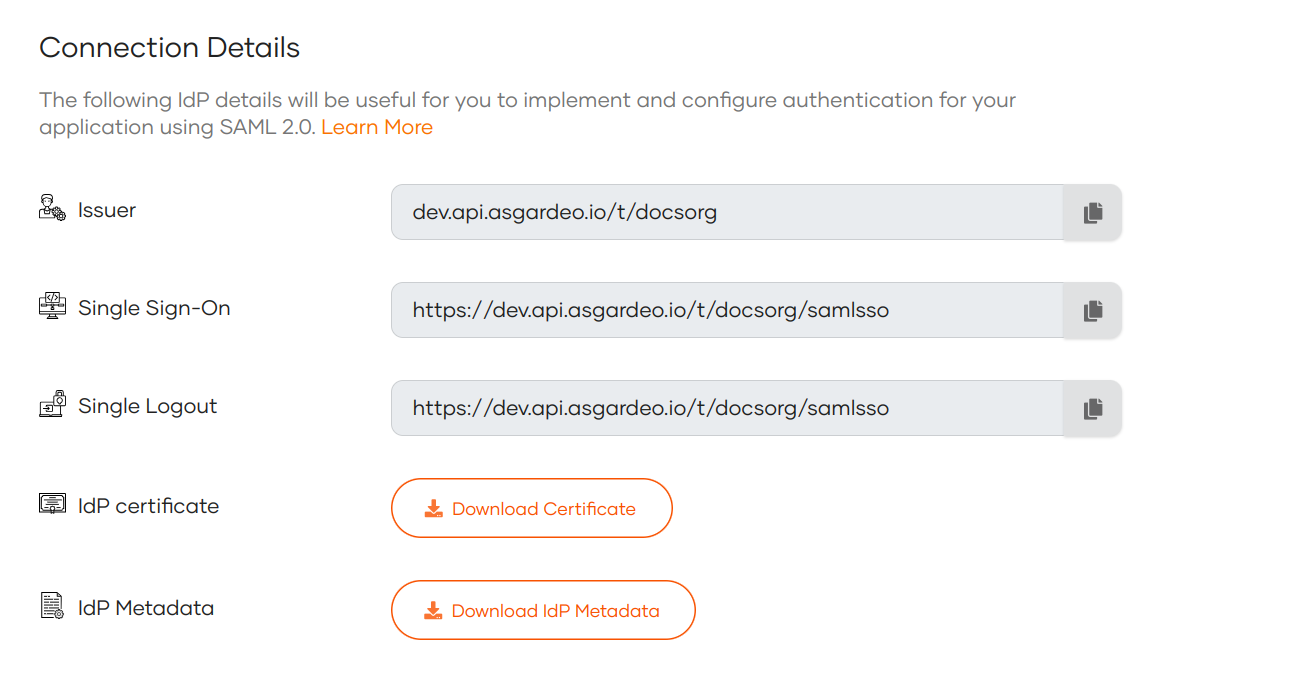 Connection Details
The following IdP details will be useful for you to implement and configure authentication for your
application using SAML 2.0. Learn More
Issuer
dev.api.asgardeo.io/t/docsorg
Single Sign-On
https://dev.api.asgardeo.io/t/docsorg/samlsso
Single Logout
https://dev.api.asgardeo.io/t/docsorg/samlsso
IdP certificate
Download Certificate
IdP Metadata
Download IdP Metadata